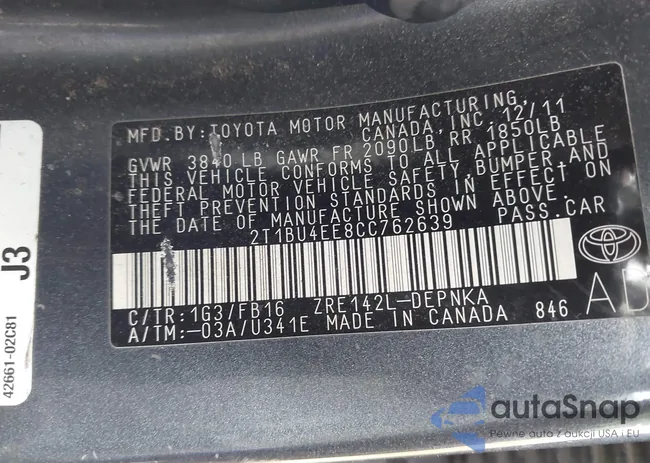 MFD.BY:TOYOTA MOTOR MANUFACTURING,
CANADA, INC. 12/11
GVWR 3840 LB GAWR FR 2090LB RR 1850LB
THIS VEHICLE CONFORMS TO ALL APPLICABLE
FEDERAL MOTOR VEHICLE SAFETY,BUMPER,AND
THEFT PREVENTION STANDARDS IN EFFECT ON
THE DATE OF MANUFACTURE SHOWN ABOVE.
2T1BU4EE8CC762639 PASS.CAR
C/TR:1G3/FB16 ZRE142L-DEPNKA
A/TM:-03A/U341E MADE IN CANADA 846
J3
42661-02C81
autaSnap
Pewne auto z aukcji USA i EU